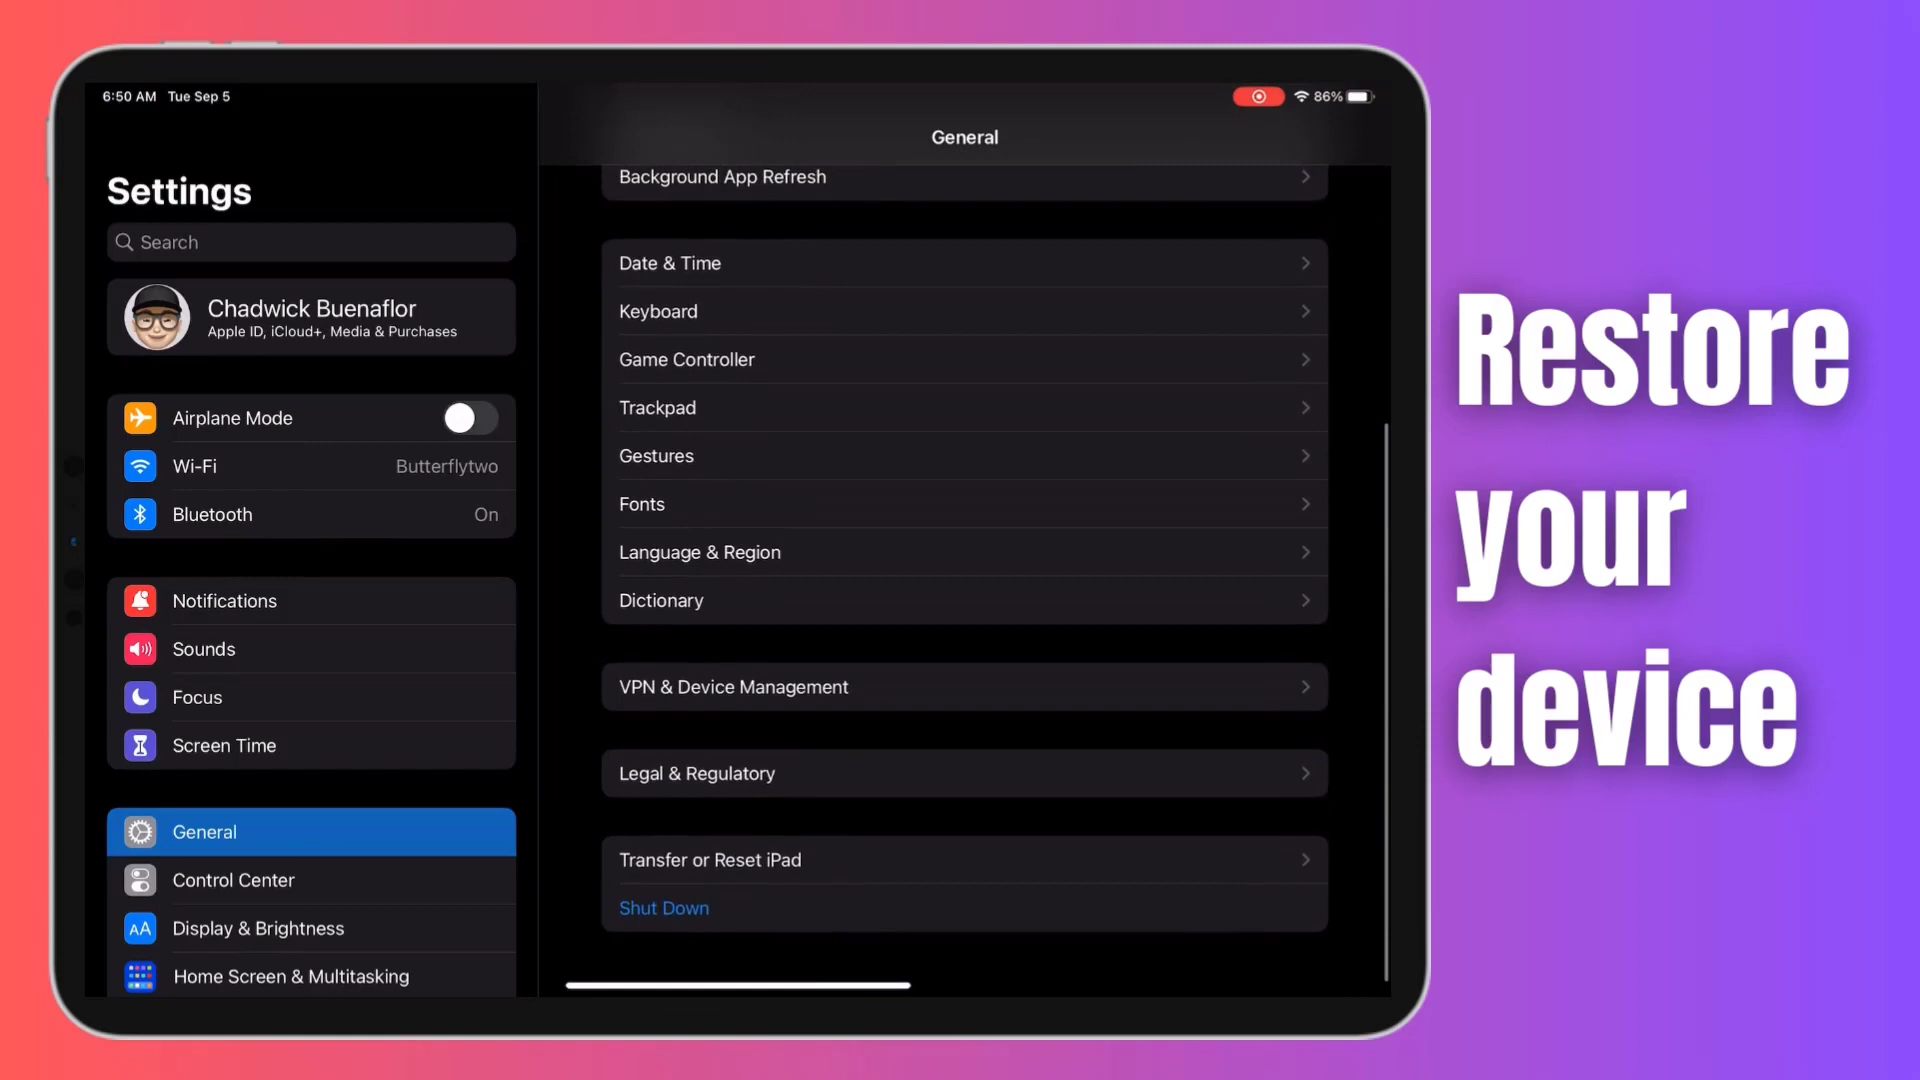 6:50 AM Tue Sep 5
86%
Settings
Search
Chadwick Buenaflor
Apple ID, iCloud+, Media & Purchases
Airplane Mode
Wi-Fi Butterflytwo
Bluetooth On
Notifications
Sounds
Focus
Screen Time
General
Control Center
AA Display & Brightness
Home Screen & Multitasking
General
Background App Refresh
Date & Time
Keyboard
Game Controller
Trackpad
Gestures
Fonts
Language & Region
Dictionary
VPN & Device Management
Legal & Regulatory
Transfer or Reset iPad
Shut Down
Restore
your
device